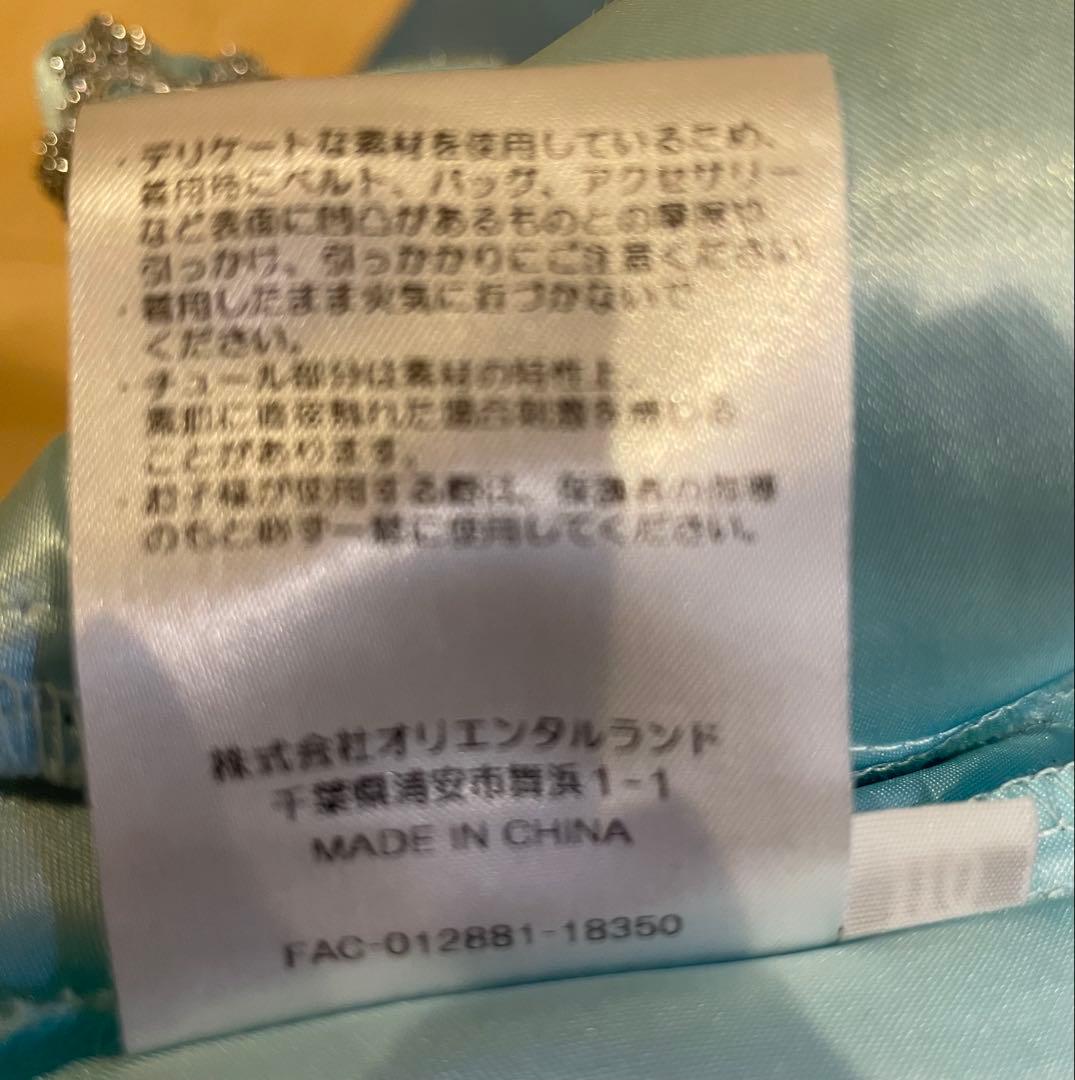 ・デリケートな素材を使用しているため、
着用時にベルト、バッグ、アクセサリー
など表面に凹凸があるものとの摩擦や
引っかけ、引っかかりにご注意ください。
・着用したまま火気に近づかないで
ください。
・チュール部分は素材の特性上、
素肌に直接触れた場合刺激を感じる
ことがあります。
・お子様が使用する際は、保護者の指導
のもと必ず一緒に使用してください。
株式会社オリエンタルランド
千葉県浦安市舞浜1-1
MADE IN CHINA
FAC-012881-18350